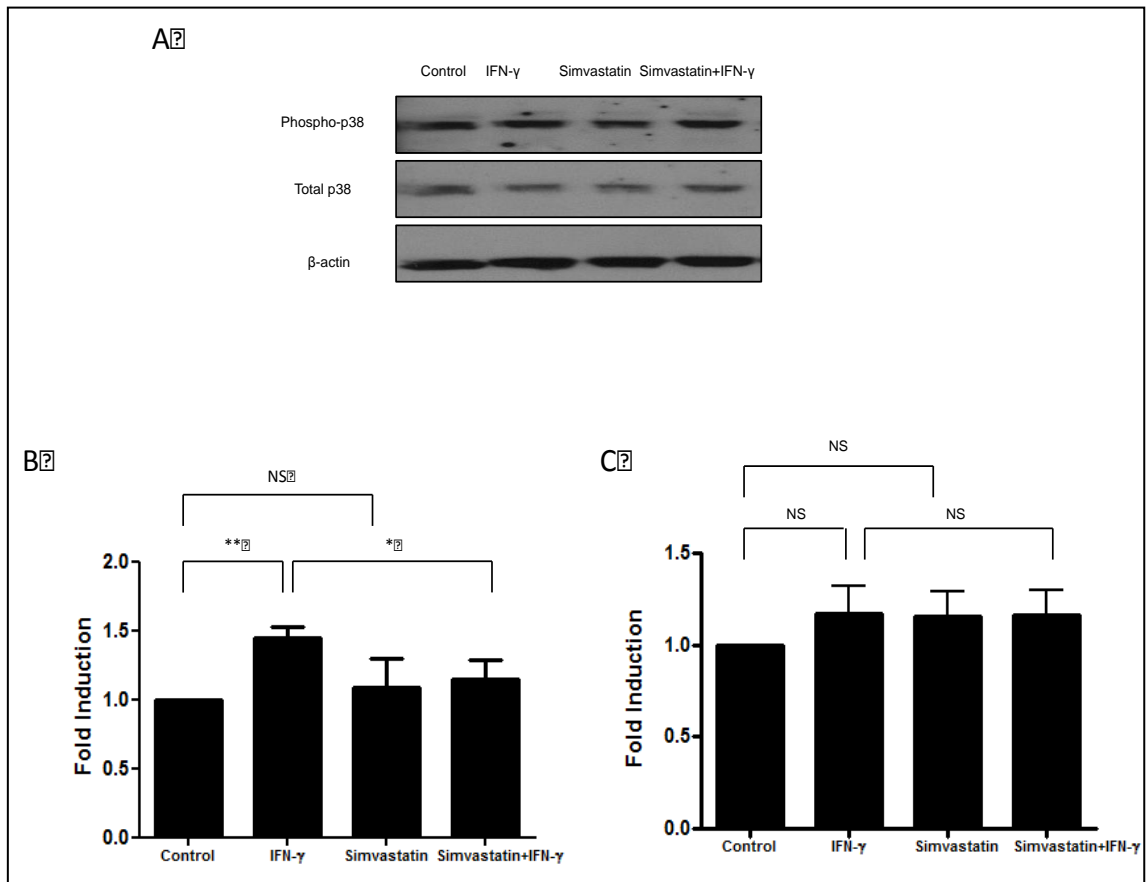 A⍰
Control IFN-γ Simvastatin Simvastatin+IFN-γ
Phospho-p38
Total p38
β-actin
B⍰
NS⍰
**⍰ *⍰
2.0
1.5
1.0
0.5
0.0
Fold Induction
Control IFN-γ Simvastatin Simvastatin+IFN-γ
C⍰
NS
NS NS
1.5
1.0
0.5
0.0
Fold Induction
Control IFN-γ Simvastatin Simvastatin+IFN-γ